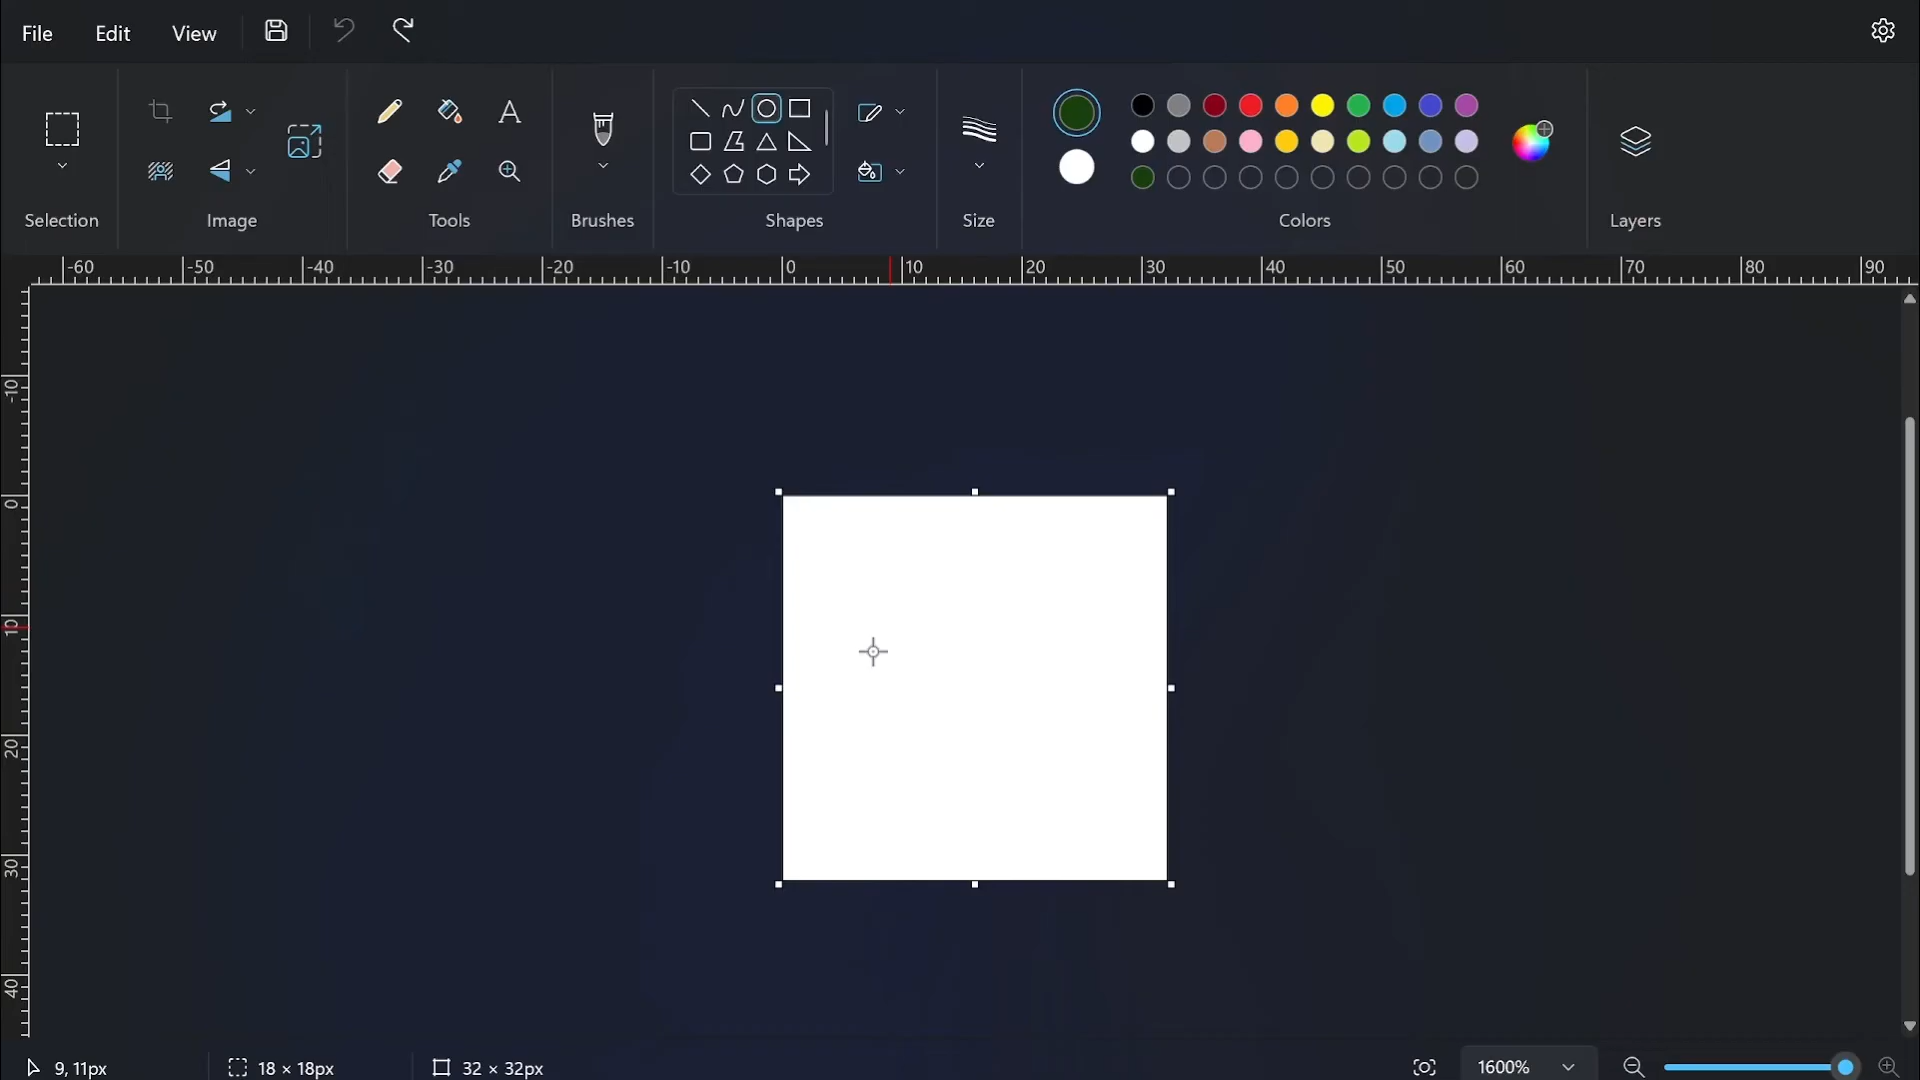 File Edit View
Selection Image Tools Brushes Shapes Size Colors Layers
-60 -50 -40 -30 -20 -10 0 10 20 30 40 50 60 70 80 90
-10
0
10
20
30
40
9, 11px 18 × 18px 32 × 32px 1600%